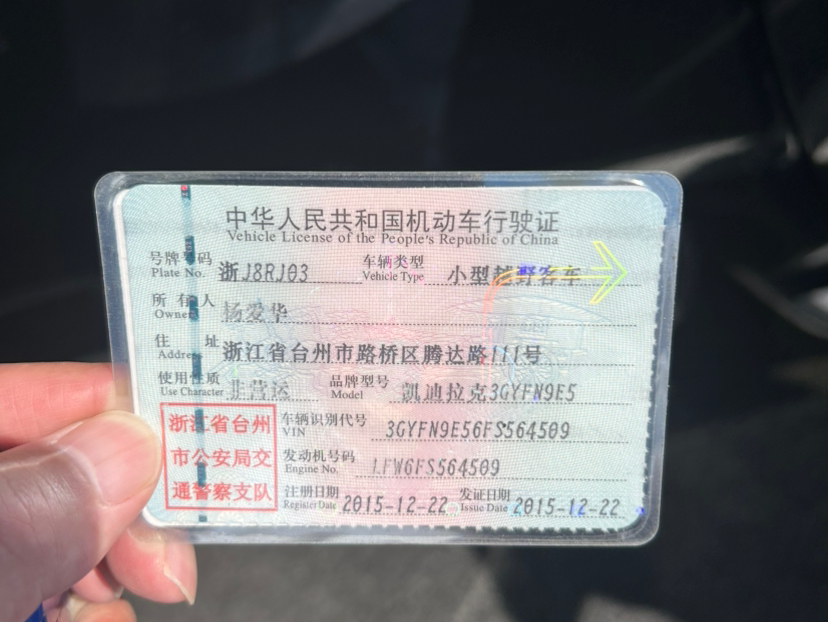 中华人民共和国机动车行驶证
Vehicle License of the People's Republic of China
号牌号码 浙J8RJ03 车辆类型 小型越野客车
Plate No. Vehicle Type
所有人 杨爱华
Owner
住址 浙江省台州市路桥区腾达路111号
Address
使用性质 非营运 品牌型号 凯迪拉克3GYFN9E5
Use Character Model
浙江省台州
市公安局交
通警察支队
车辆识别代号 3GYFN9E56FS564509
VIN
发动机号码 LFW6FS564509
Engine No.
注册日期 2015-12-22 发证日期 2015-12-22
Register Date Issue Date